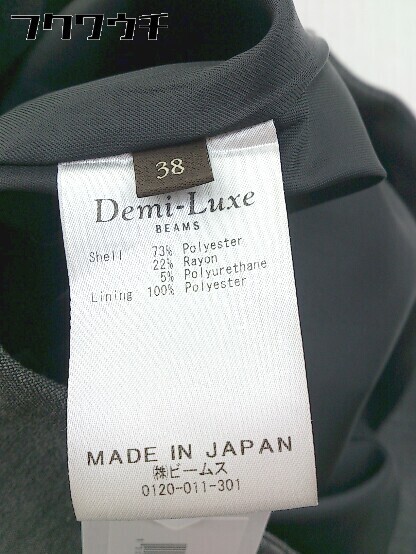 フクワウチ
38
Demi-Luxe
BEAMS
Shell 73% Polyester
22% Rayon
5% Polyurethane
Lining 100% Polyester
MADE IN JAPAN
㈱ビームス
0120-011-301